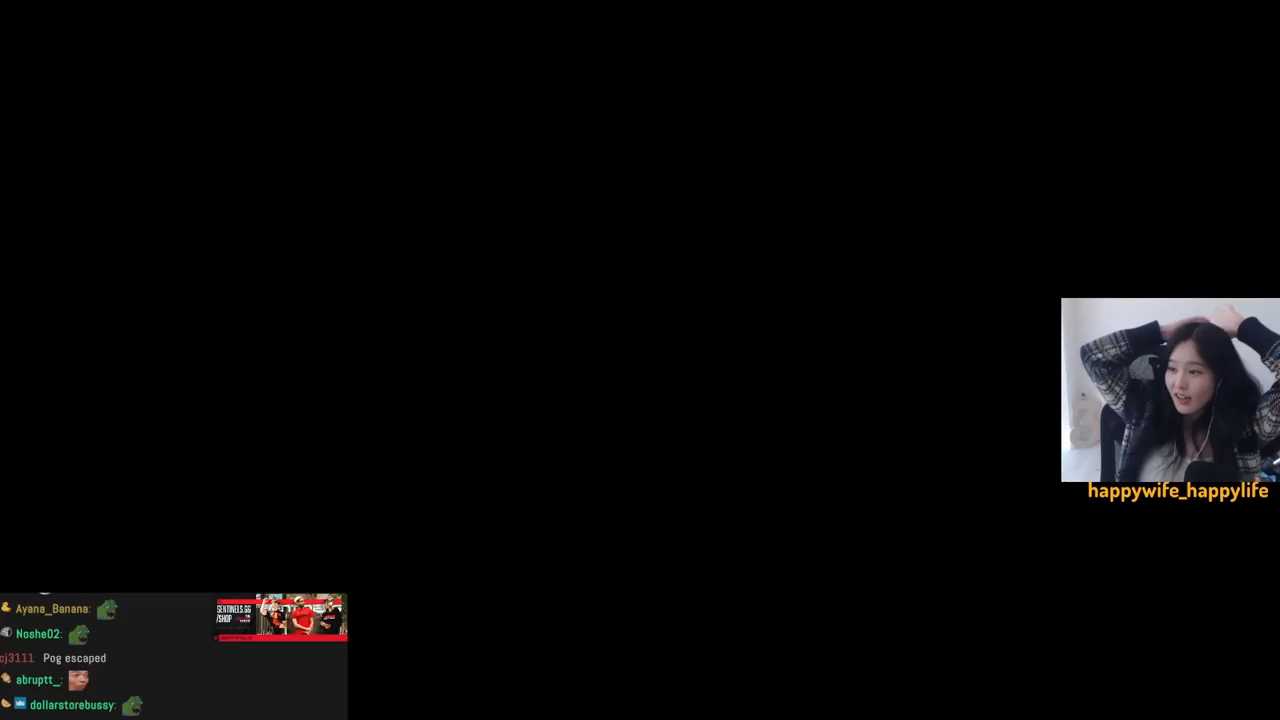 happywife_happylife
Ayana_Banana:
SENTINELS.GG
/SHOP
Noshe02:
cj3111: Pog escaped
abruptt_:
dollarstorebussy: